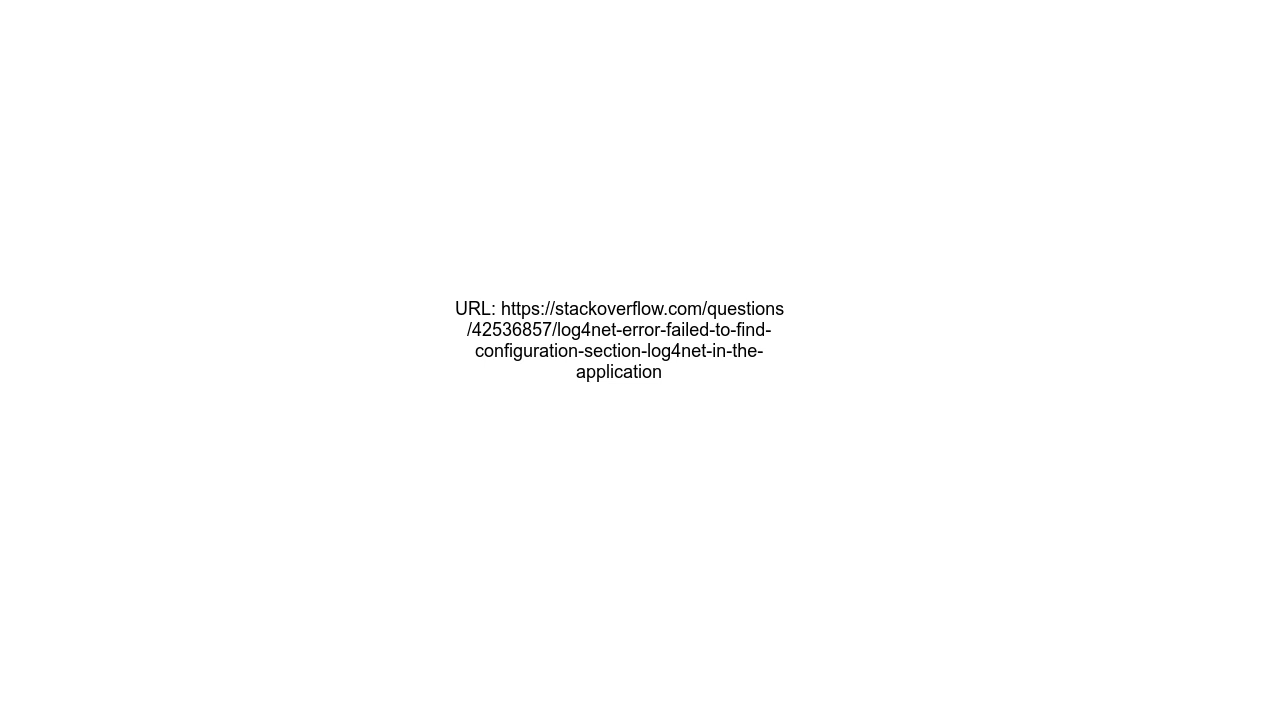 URL: https://stackoverflow.com/questions
/42536857/log4net-error-failed-to-find-
configuration-section-log4net-in-the-
application